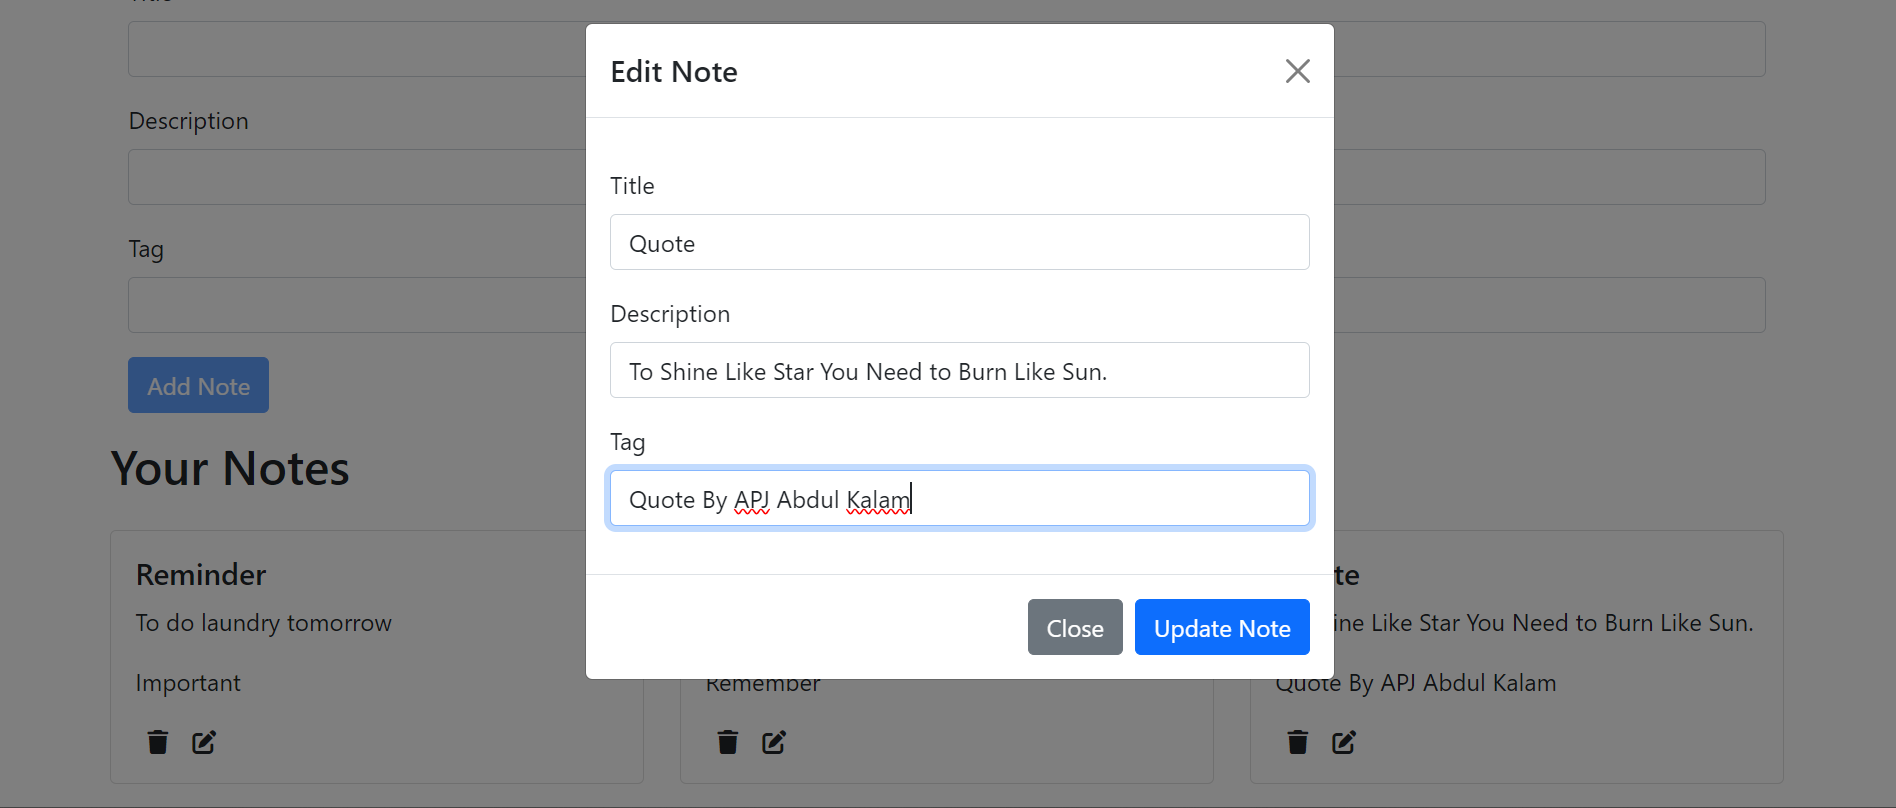 Description
Tag
Add Note
Your Notes
Edit Note
Title
Quote
Description
To Shine Like Star You Need to Burn Like Sun.
Tag
Quote By APJ Abdul Kalam
Close
Update Note
Reminder
To do laundry tomorrow
Important
Remember
te
ine Like Star You Need to Burn Like Sun.
Quote By APJ Abdul Kalam